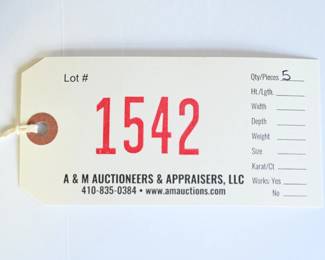 Lot #
1542
A & M AUCTIONEERS & APPRAISERS, LLC
410-835-0384 • www.amauctions.com
Qty/Pieces 5
Ht./Lgth.
Width
Depth
Weight
Size
Karat/Ct
Works: Yes
No